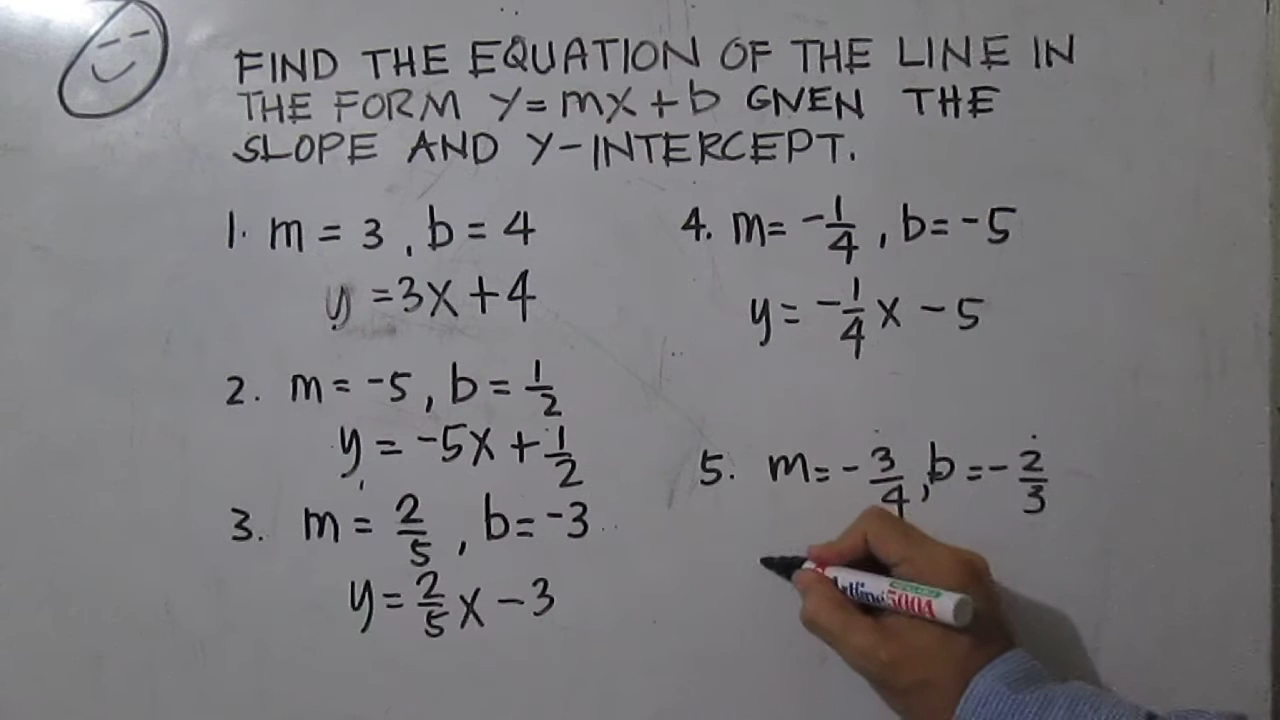 FIND THE EQUATION OF THE LINE IN
THE FORM y=mx+b GIVEN THE
SLOPE AND Y-INTERCEPT.
1. m = 3, b = 4
y = 3x + 4
2. m = -5, b = 1/2
y = -5x + 1/2
3. m = 2/5, b = -3
y = 2/5 x - 3
4. m = -1/4, b = -5
y = -1/4 x - 5
5. m = -3/4, b = -2/3
Artline 500A